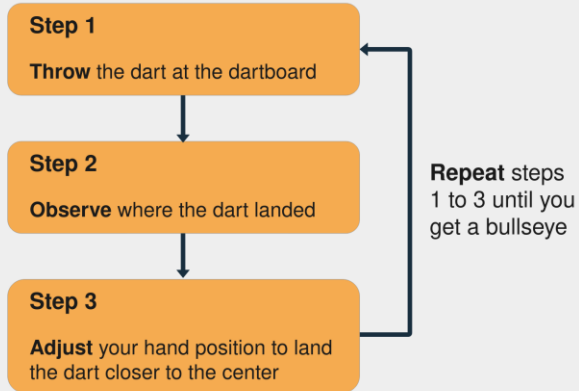 Step 1
Throw the dart at the dartboard
Step 2
Observe where the dart landed
Step 3
Adjust your hand position to land
the dart closer to the center
Repeat steps
1 to 3 until you
get a bullseye